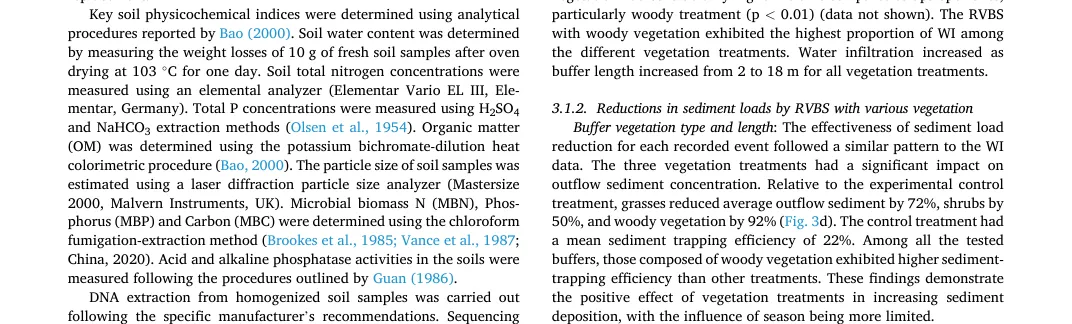 Key soil physicochemical indices were determined using analytical
procedures reported by Bao (2000). Soil water content was determined
by measuring the weight losses of 10 g of fresh soil samples after oven
drying at 103 °C for one day. Soil total nitrogen concentrations were
measured using an elemental analyzer (Elementar Vario EL III, Ele-
mentar, Germany). Total P concentrations were measured using H₂SO₄
and NaHCO₃ extraction methods (Olsen et al., 1954). Organic matter
(OM) was determined using the potassium bichromate-dilution heat
colorimetric procedure (Bao, 2000). The particle size of soil samples was
estimated using a laser diffraction particle size analyzer (Mastersize
2000, Malvern Instruments, UK). Microbial biomass N (MBN), Phos-
phorus (MBP) and Carbon (MBC) were determined using the chloroform
fumigation-extraction method (Brookes et al., 1985; Vance et al., 1987;
China, 2020). Acid and alkaline phosphatase activities in the soils were
measured following the procedures outlined by Guan (1986).
DNA extraction from homogenized soil samples was carried out
following the specific manufacturer's recommendations. Sequencing
particularly woody treatment (p < 0.01) (data not shown). The RVBS
with woody vegetation exhibited the highest proportion of WI among
the different vegetation treatments. Water infiltration increased as
buffer length increased from 2 to 18 m for all vegetation treatments.
3.1.2. Reductions in sediment loads by RVBS with various vegetation
Buffer vegetation type and length: The effectiveness of sediment load
reduction for each recorded event followed a similar pattern to the WI
data. The three vegetation treatments had a significant impact on
outflow sediment concentration. Relative to the experimental control
treatment, grasses reduced average outflow sediment by 72%, shrubs by
50%, and woody vegetation by 92% (Fig. 3d). The control treatment had
a mean sediment trapping efficiency of 22%. Among all the tested
buffers, those composed of woody vegetation exhibited higher sediment-
trapping efficiency than other treatments. These findings demonstrate
the positive effect of vegetation treatments in increasing sediment
deposition, with the influence of season being more limited.